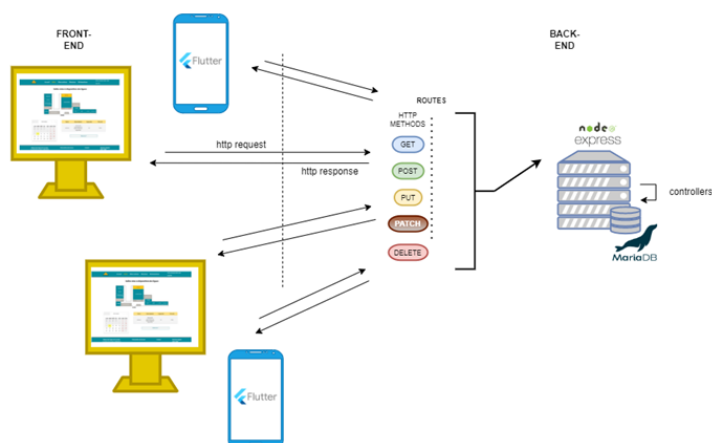 FRONT-
END
BACK-
END
Flutter
ROUTES
HTTP
METHODS
node
express
http request
GET
http response
POST
controllers
PUT
PATCH
MariaDB
DELETE
Flutter